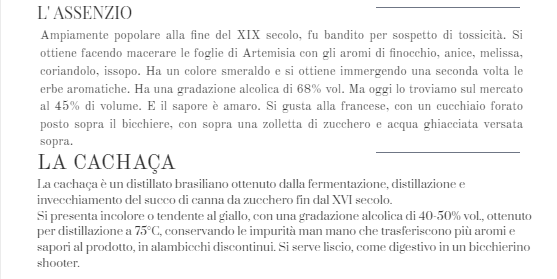 L'ASSENZIO
Ampiamente popolare alla fine del XIX secolo, fu bandito per sospetto di tossicità. Si
ottiene facendo macerare le foglie di Artemisia con gli aromi di finocchio, anice, melissa,
coriandolo, issopo. Ha un colore smeraldo e si ottiene immergendo una seconda volta le
erbe aromatiche. Ha una gradazione alcolica di 68% vol. Ma oggi lo troviamo sul mercato
al 45% di volume. E il sapore è amaro. Si gusta alla francese, con un cucchiaio forato
posto sopra il bicchiere, con sopra una zolletta di zucchero e acqua ghiacciata versata
sopra.
LA CACHAÇA
La cachaça è un distillato brasiliano ottenuto dalla fermentazione, distillazione e
invecchiamento del succo di canna da zucchero fin dal XVI secolo.
Si presenta incolore o tendente al giallo, con una gradazione alcolica di 40-50% vol., ottenuto
per distillazione a 75°C, conservando le impurità man mano che trasferiscono più aromi e
sapori al prodotto, in alambicchi discontinui. Si serve liscio, come digestivo in un bicchierino
shooter.